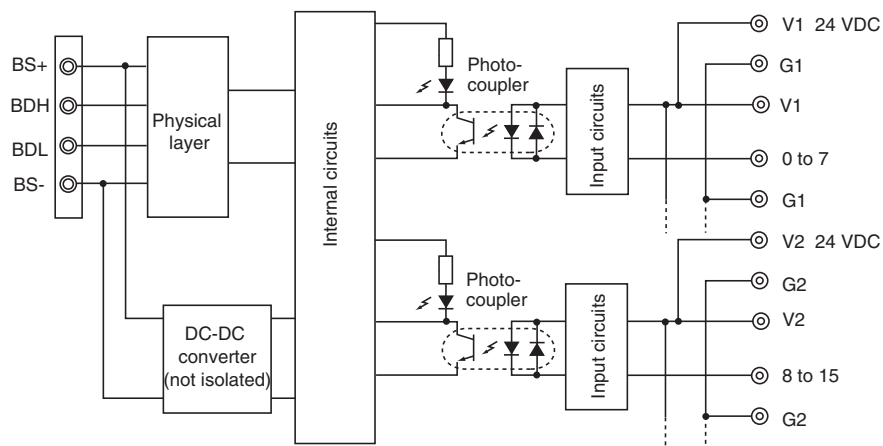 BS+
BDH
BDL
BS-
Physical
layer
DC-DC
converter
(not isolated)
Internal circuits
Photo-
coupler
Input circuits
V1 24 VDC
G1
V1
0 to 7
G1
Photo-
coupler
Input circuits
V2 24 VDC
G2
V2
8 to 15
G2